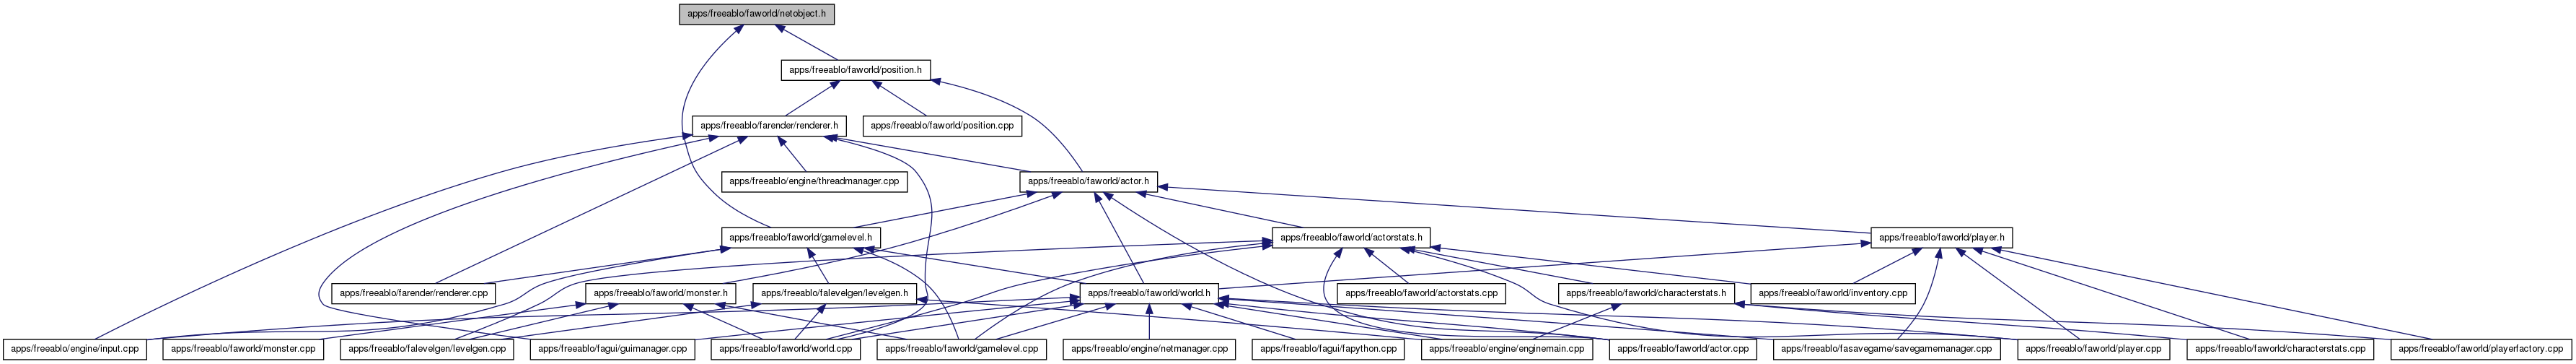 apps/freeablo/faworld/netobject.h
apps/freeablo/faworld/position.h
apps/freeablo/farender/renderer.h
apps/freeablo/faworld/position.cpp
apps/freeablo/engine/threadmanager.cpp
apps/freeablo/faworld/actor.h
apps/freeablo/faworld/gamelevel.h
apps/freeablo/faworld/actorstats.h
apps/freeablo/faworld/player.h
apps/freeablo/farender/renderer.cpp
apps/freeablo/faworld/monster.h
apps/freeablo/falevelgen/levelgen.h
apps/freeablo/faworld/world.h
apps/freeablo/faworld/actorstats.cpp
apps/freeablo/faworld/characterstats.h
apps/freeablo/faworld/inventory.cpp
apps/freeablo/engine/input.cpp
apps/freeablo/faworld/monster.cpp
apps/freeablo/falevelgen/levelgen.cpp
apps/freeablo/fagui/guimanager.cpp
apps/freeablo/faworld/world.cpp
apps/freeablo/faworld/gamelevel.cpp
apps/freeablo/engine/netmanager.cpp
apps/freeablo/fagui/fapython.cpp
apps/freeablo/engine/enginemain.cpp
apps/freeablo/faworld/actor.cpp
apps/freeablo/fasavegame/savegamemanager.cpp
apps/freeablo/faworld/player.cpp
apps/freeablo/faworld/characterstats.cpp
apps/freeablo/faworld/playerfactory.cpp